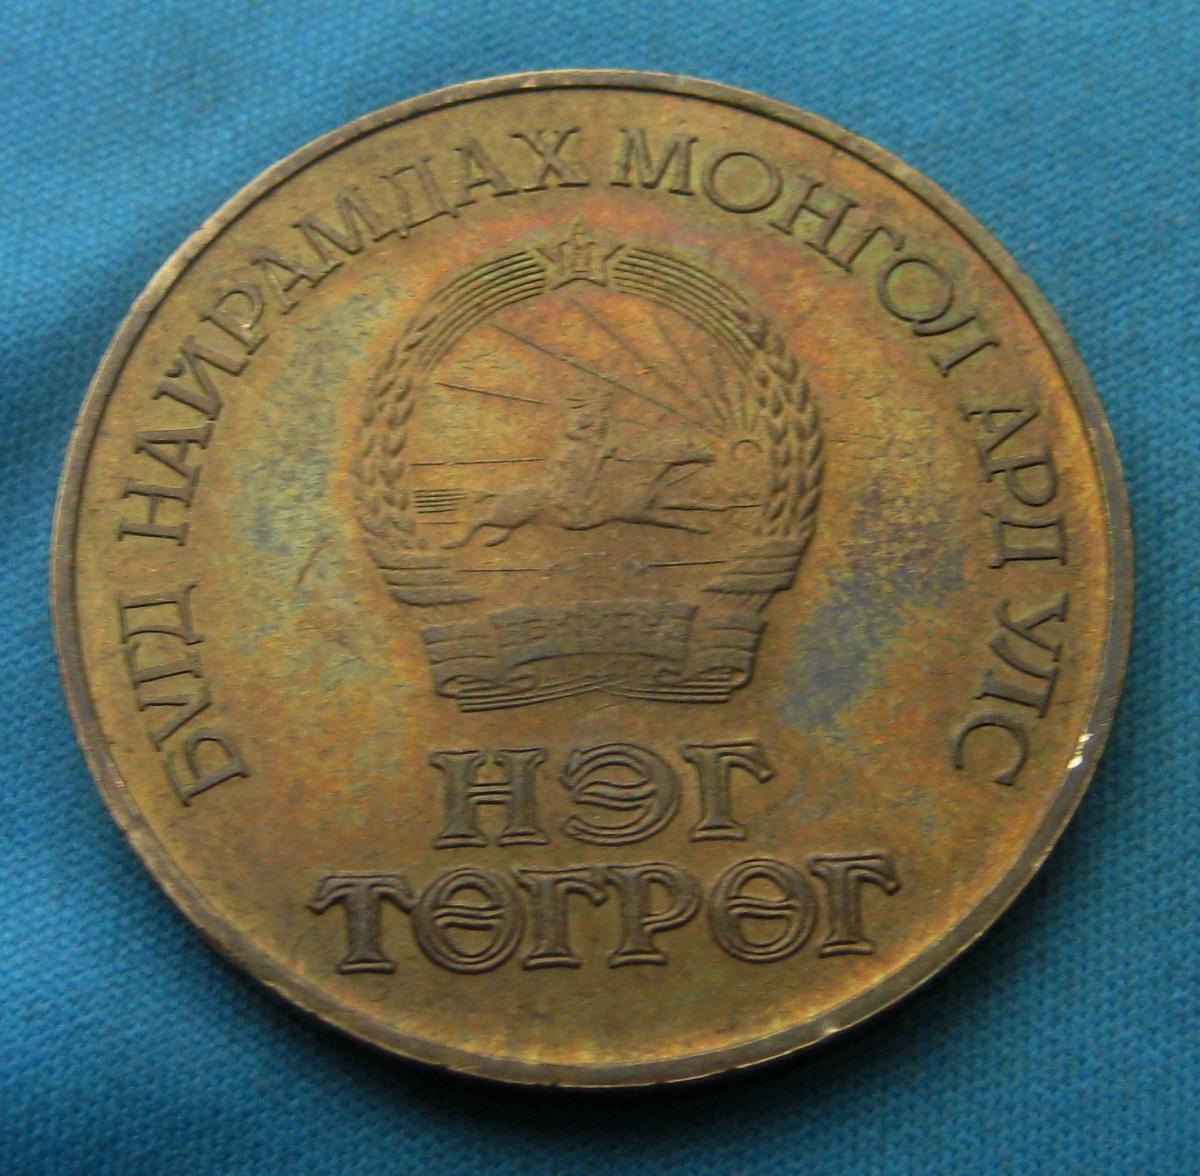 БҮГД НАЙРАМДАХ МОНГОЛ АРД УЛС
НЭГ
ТӨГРӨГ